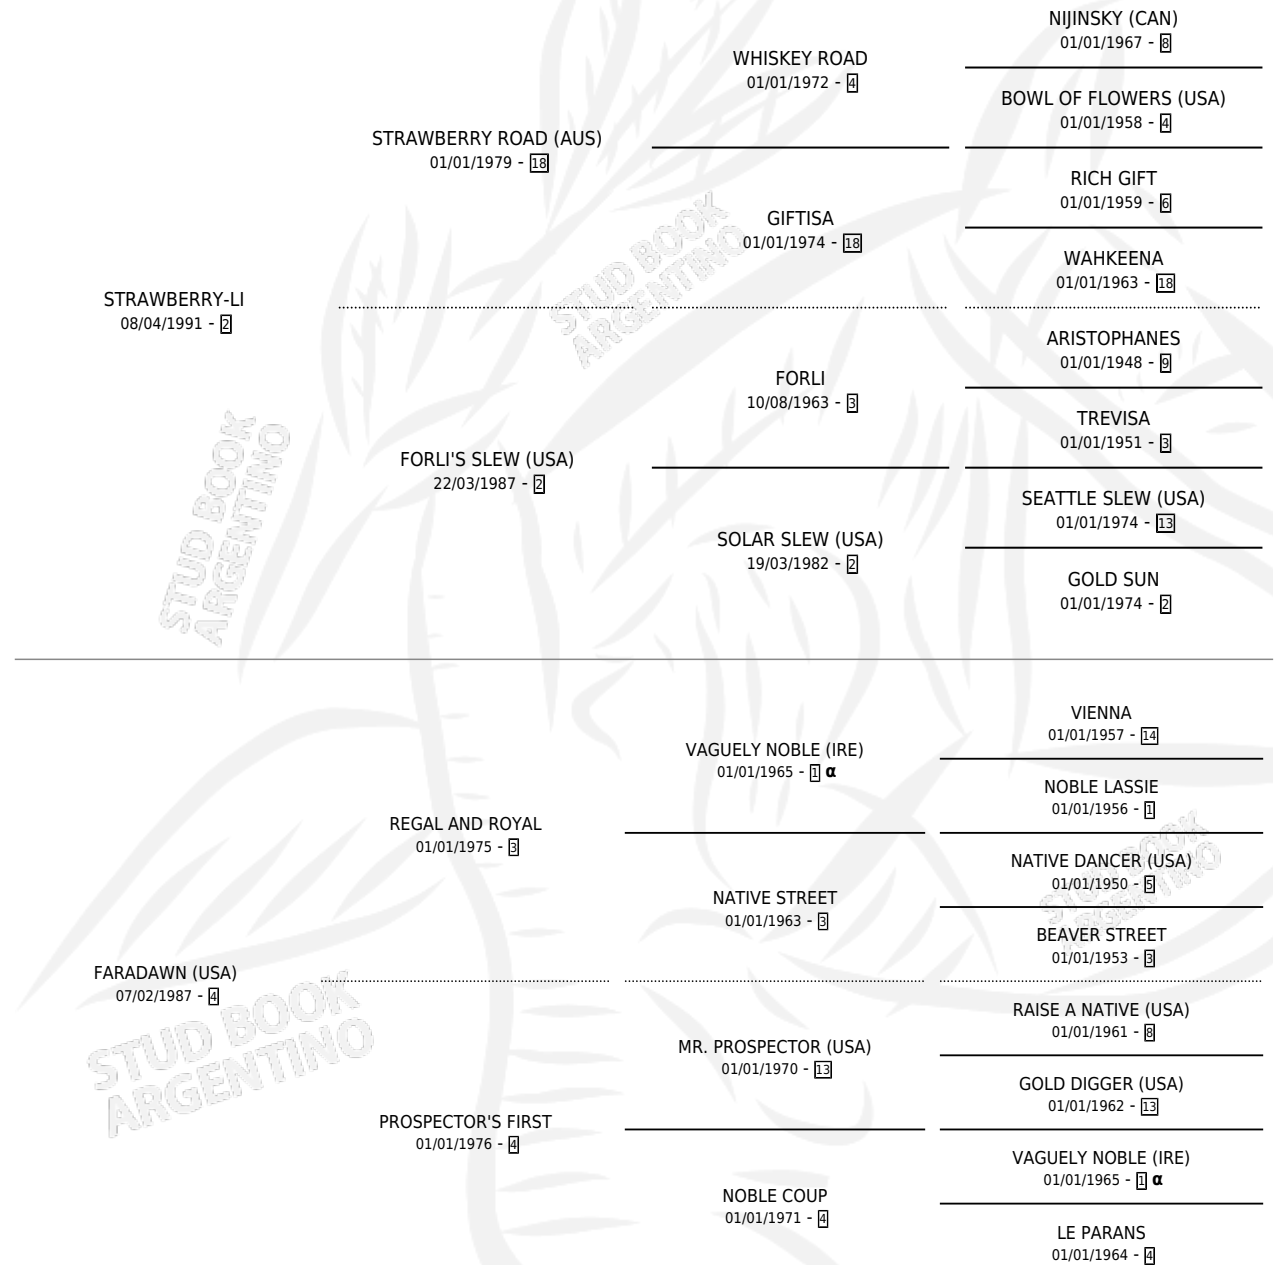 NIJINSKY (CAN)
01/01/1967 - 8
WHISKEY ROAD
01/01/1972 - 4
BOWL OF FLOWERS (USA)
01/01/1958 - 4
STRAWBERRY ROAD (AUS)
01/01/1979 - 18
RICH GIFT
01/01/1959 - 6
GIFTISA
01/01/1974 - 18
WAHKEENA
01/01/1963 - 18
STRAWBERRY-LI
08/04/1991 - 2
ARISTOPHANES
01/01/1948 - 9
FORLI
10/08/1963 - 3
TREVISA
01/01/1951 - 3
FORLI'S SLEW (USA)
22/03/1987 - 2
SEATTLE SLEW (USA)
01/01/1974 - 13
SOLAR SLEW (USA)
19/03/1982 - 2
GOLD SUN
01/01/1974 - 2
VIENNA
01/01/1957 - 14
VAGUELY NOBLE (IRE)
01/01/1965 - 1 α
NOBLE LASSIE
01/01/1956 - 1
REGAL AND ROYAL
01/01/1975 - 3
NATIVE DANCER (USA)
01/01/1950 - 5
NATIVE STREET
01/01/1963 - 3
BEAVER STREET
01/01/1953 - 3
FARADAWN (USA)
07/02/1987 - 4
RAISE A NATIVE (USA)
01/01/1961 - 8
MR. PROSPECTOR (USA)
01/01/1970 - 13
GOLD DIGGER (USA)
01/01/1962 - 13
PROSPECTOR'S FIRST
01/01/1976 - 4
VAGUELY NOBLE (IRE)
01/01/1965 - 1 α
NOBLE COUP
01/01/1971 - 4
LE PARANS
01/01/1964 - 4
STUD BOOK
ARGENTINO
STUD BOOK
ARGENTINO
STUD BOOK
ARGENTINO
STUD BOOK
ARGENTINO